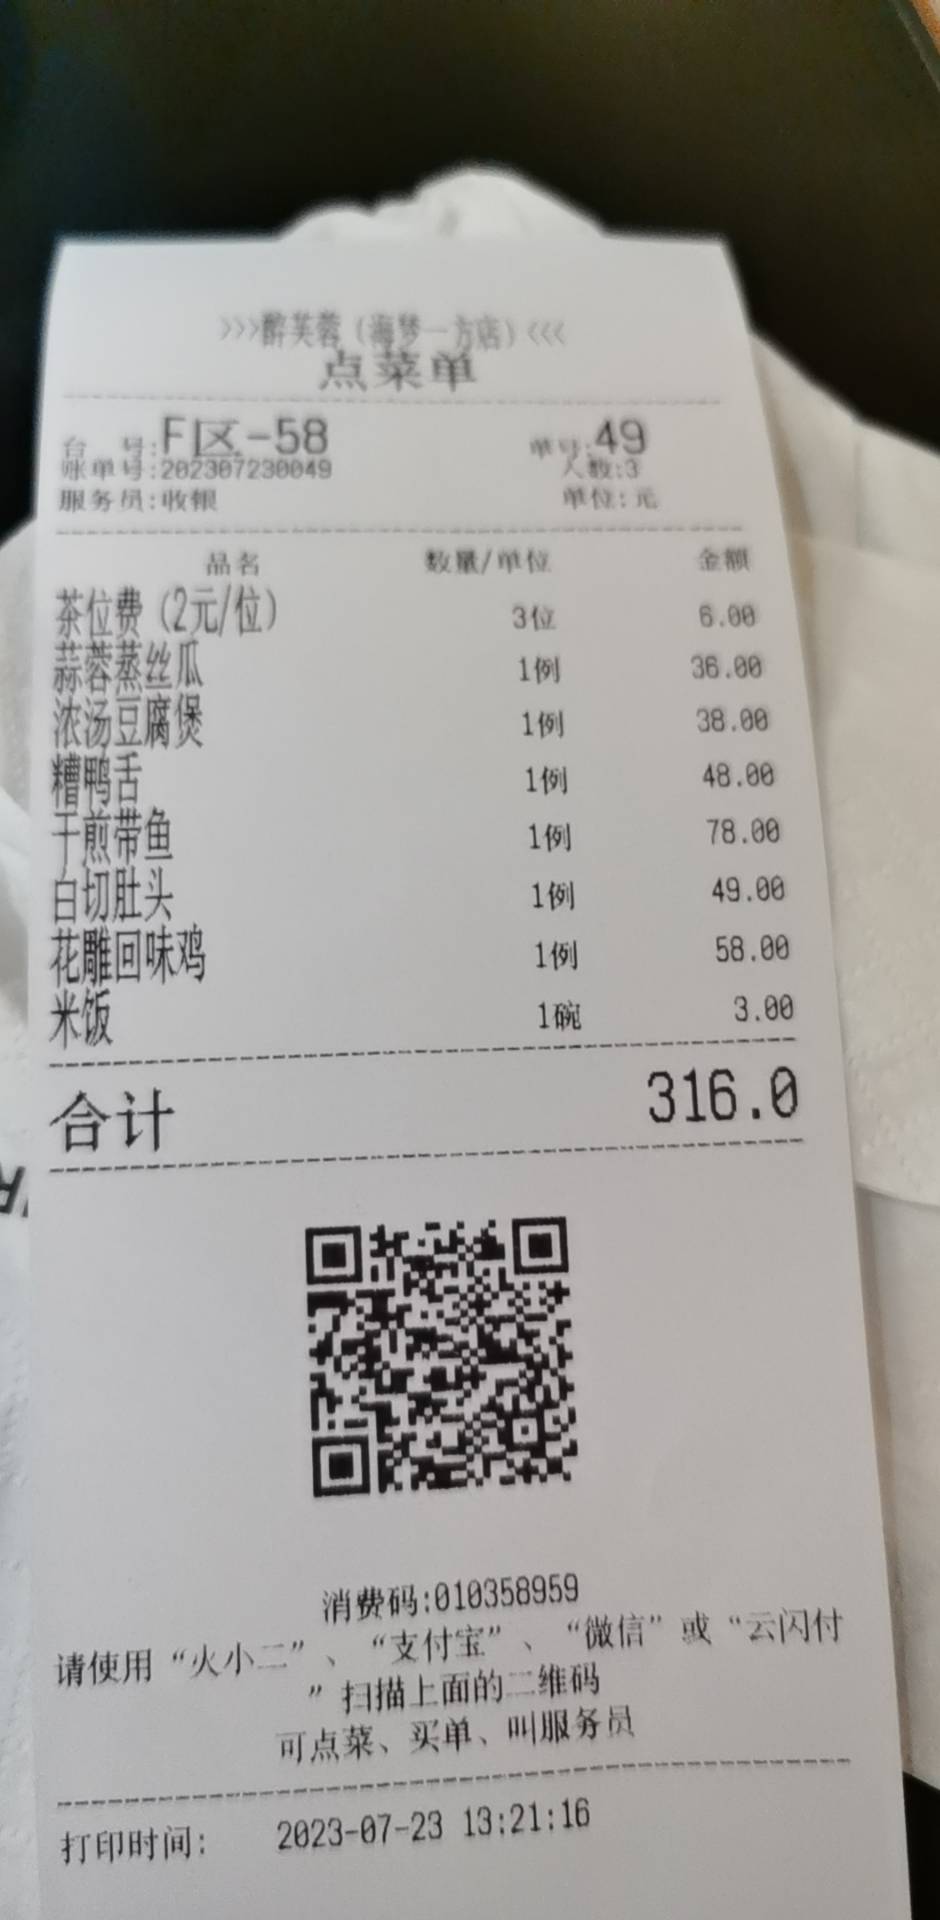 >>>醉芙蓉（海梦一方店）<<<
点菜单
台 号:F区-58 单号:49
账单号:202307230049 人数:3
服务员:收银 单位:元
品名 数量/单位 金额
茶位费（2元/位） 3位 6.00
蒜蓉蒸丝瓜 1例 36.00
浓汤豆腐煲 1例 38.00
糟鸭舌 1例 48.00
干煎带鱼 1例 78.00
白切肚头 1例 49.00
花雕回味鸡 1例 58.00
米饭 1碗 3.00
合计 316.0
消费码:010358959
请使用“火小二”、“支付宝”、“微信”或“云闪付
”扫描上面的二维码
可点菜、买单、叫服务员
打印时间: 2023-07-23 13:21:16